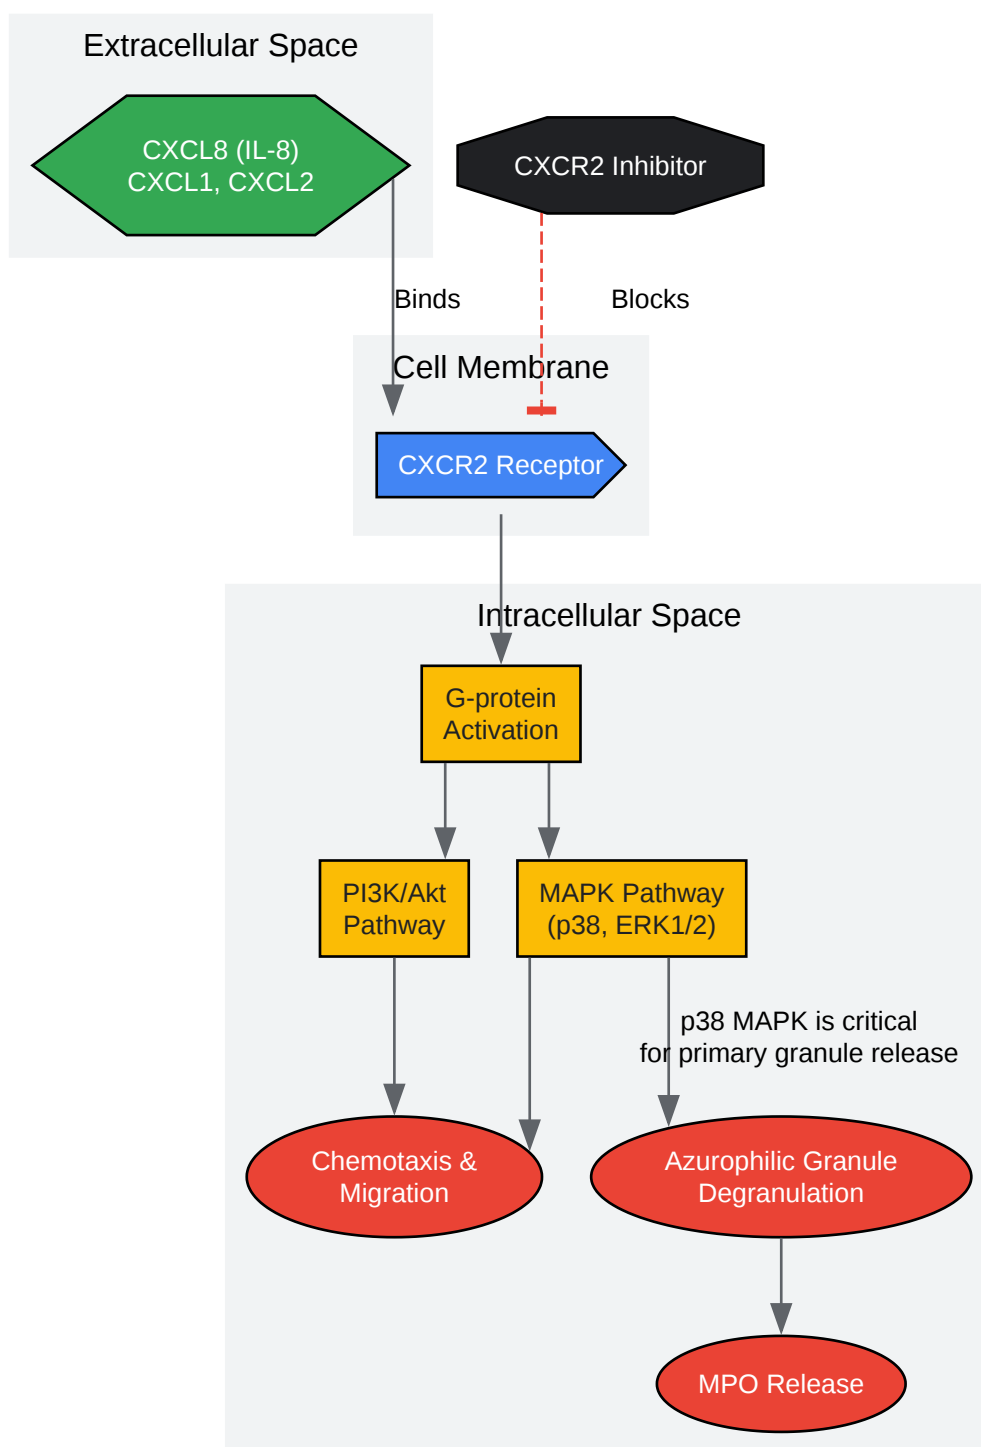 Extracellular Space
CXCL8 (IL-8)
CXCL1, CXCL2
CXCR2 Inhibitor
Binds
Blocks
Cell Membrane
CXCR2 Receptor
Intracellular Space
G-protein
Activation
PI3K/Akt
Pathway
MAPK Pathway
(p38, ERK1/2)
p38 MAPK is critical
for primary granule release
Chemotaxis &
Migration
Azurophilic Granule
Degranulation
MPO Release